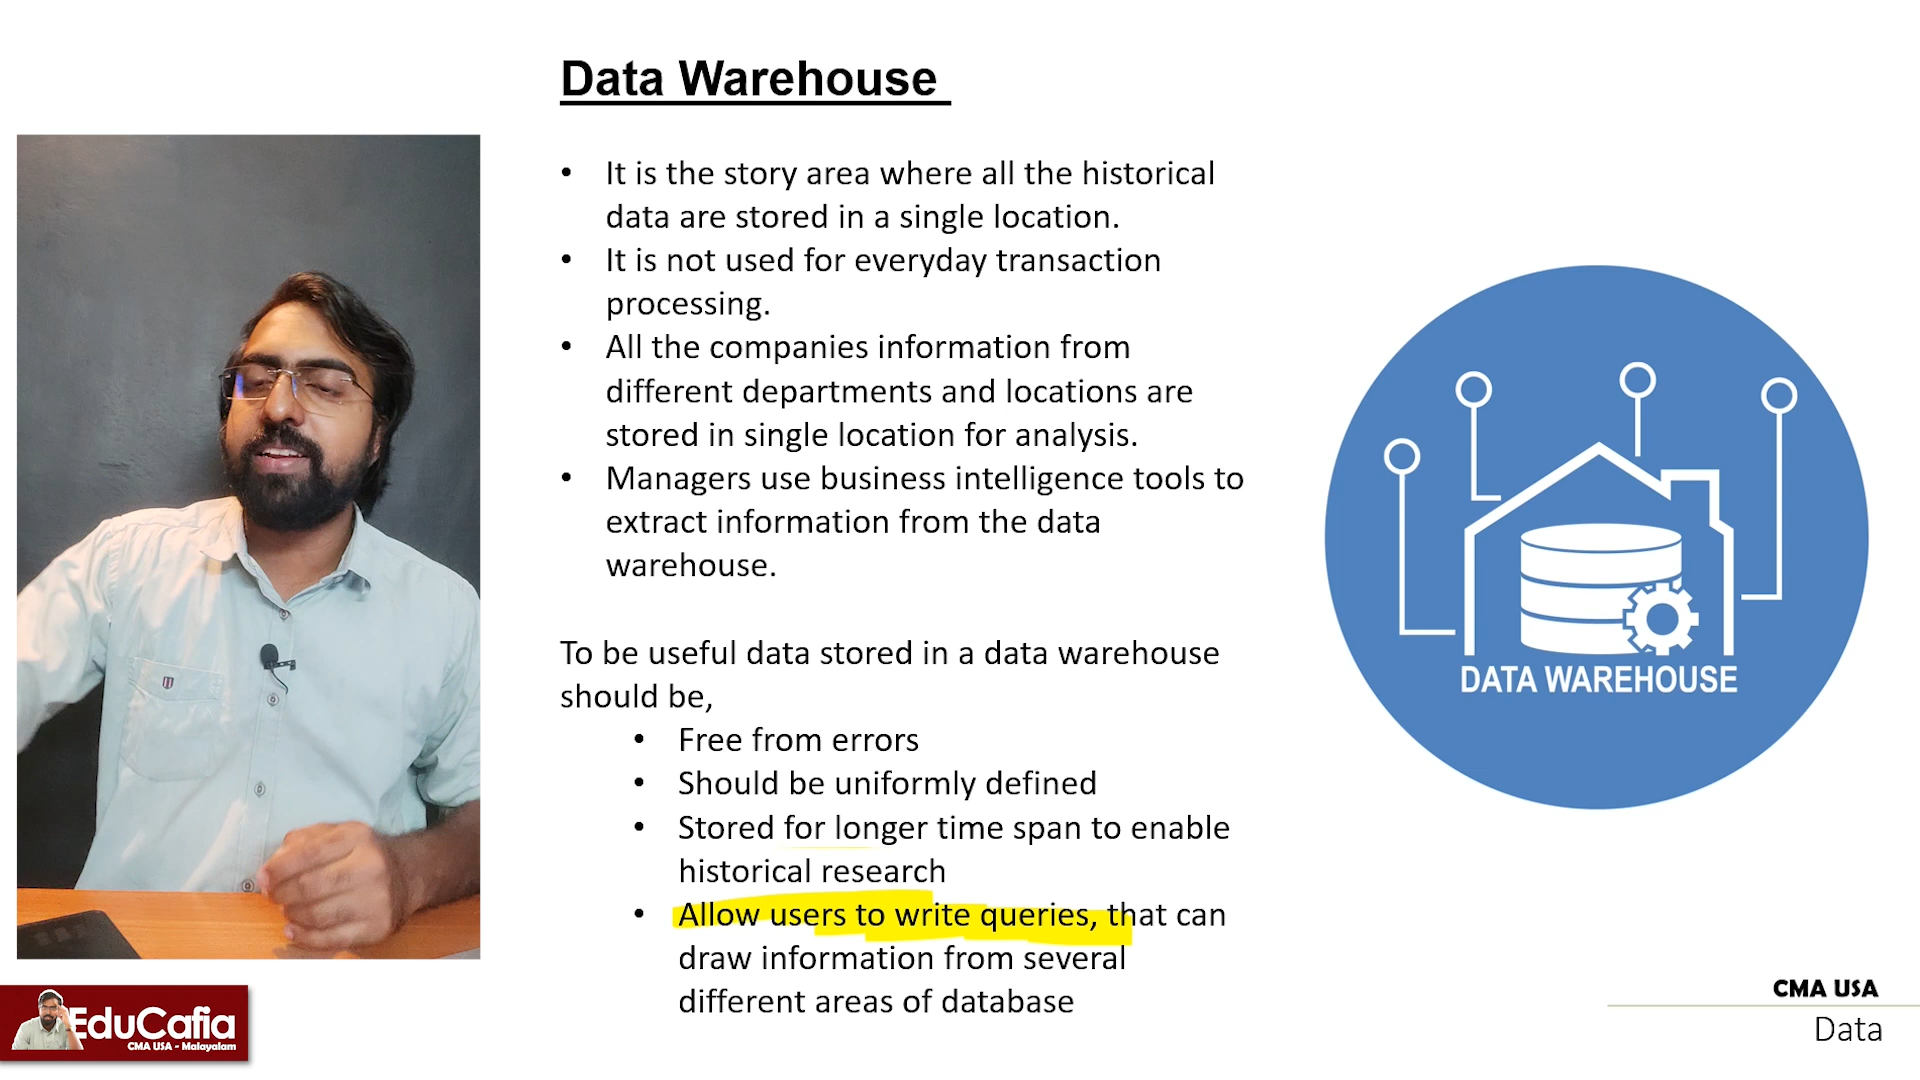 Data Warehouse
• It is the story area where all the historical
data are stored in a single location.
• It is not used for everyday transaction
processing.
• All the companies information from
different departments and locations are
stored in single location for analysis.
• Managers use business intelligence tools to
extract information from the data
warehouse.
To be useful data stored in a data warehouse
should be,
• Free from errors
• Should be uniformly defined
• Stored for longer time span to enable
historical research
• Allow users to write queries, that can
draw information from several
different areas of database
DATA WAREHOUSE
EduCafia
CMA USA - Malayalam
CMA USA
Data